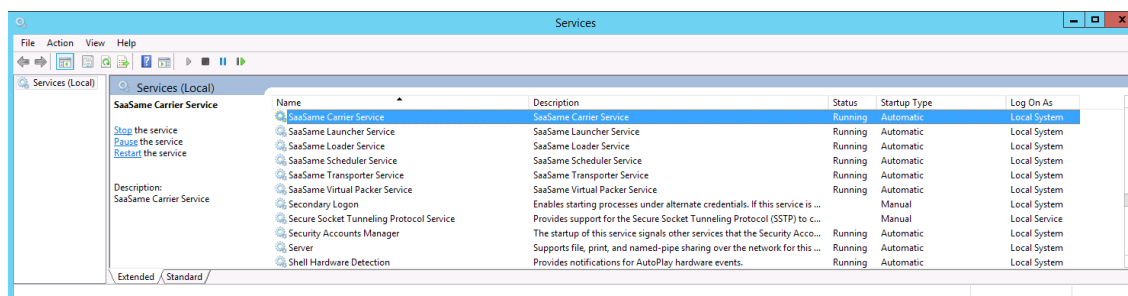 Services
File Action View Help
Services (Local)
Services (Local)
SaaSame Carrier Service
Stop the service
Pause the service
Restart the service
Description:
SaaSame Carrier Service
Name Description Status Startup Type Log On As
SaaSame Carrier Service SaaSame Carrier Service Running Automatic Local System
SaaSame Launcher Service SaaSame Launcher Service Running Automatic Local System
SaaSame Loader Service SaaSame Loader Service Running Automatic Local System
SaaSame Scheduler Service SaaSame Scheduler Service Running Automatic Local System
SaaSame Transporter Service SaaSame Transporter Service Running Automatic Local System
SaaSame Virtual Packer Service SaaSame Virtual Packer Service Running Automatic Local System
Secondary Logon Enables starting processes under alternate credentials. If this service is ... Manual Local System
Secure Socket Tunneling Protocol Service Provides support for the Secure Socket Tunneling Protocol (SSTP) to c... Manual Local Service
Security Accounts Manager The startup of this service signals other services that the Security Acco... Running Automatic Local System
Server Supports file, print, and named-pipe sharing over the network for this ... Running Automatic Local System
Shell Hardware Detection Provides notifications for AutoPlay hardware events. Running Automatic Local System
Extended Standard